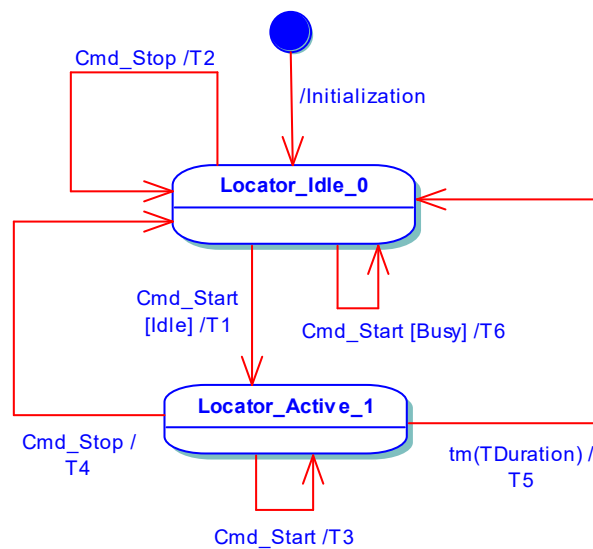 Cmd_Stop /T2
/Initialization
Locator_Idle_0
Cmd_Start
[Idle] /T1
Cmd_Start [Busy] /T6
Locator_Active_1
Cmd_Stop /
T4
tm(TDuration) /
T5
Cmd_Start /T3